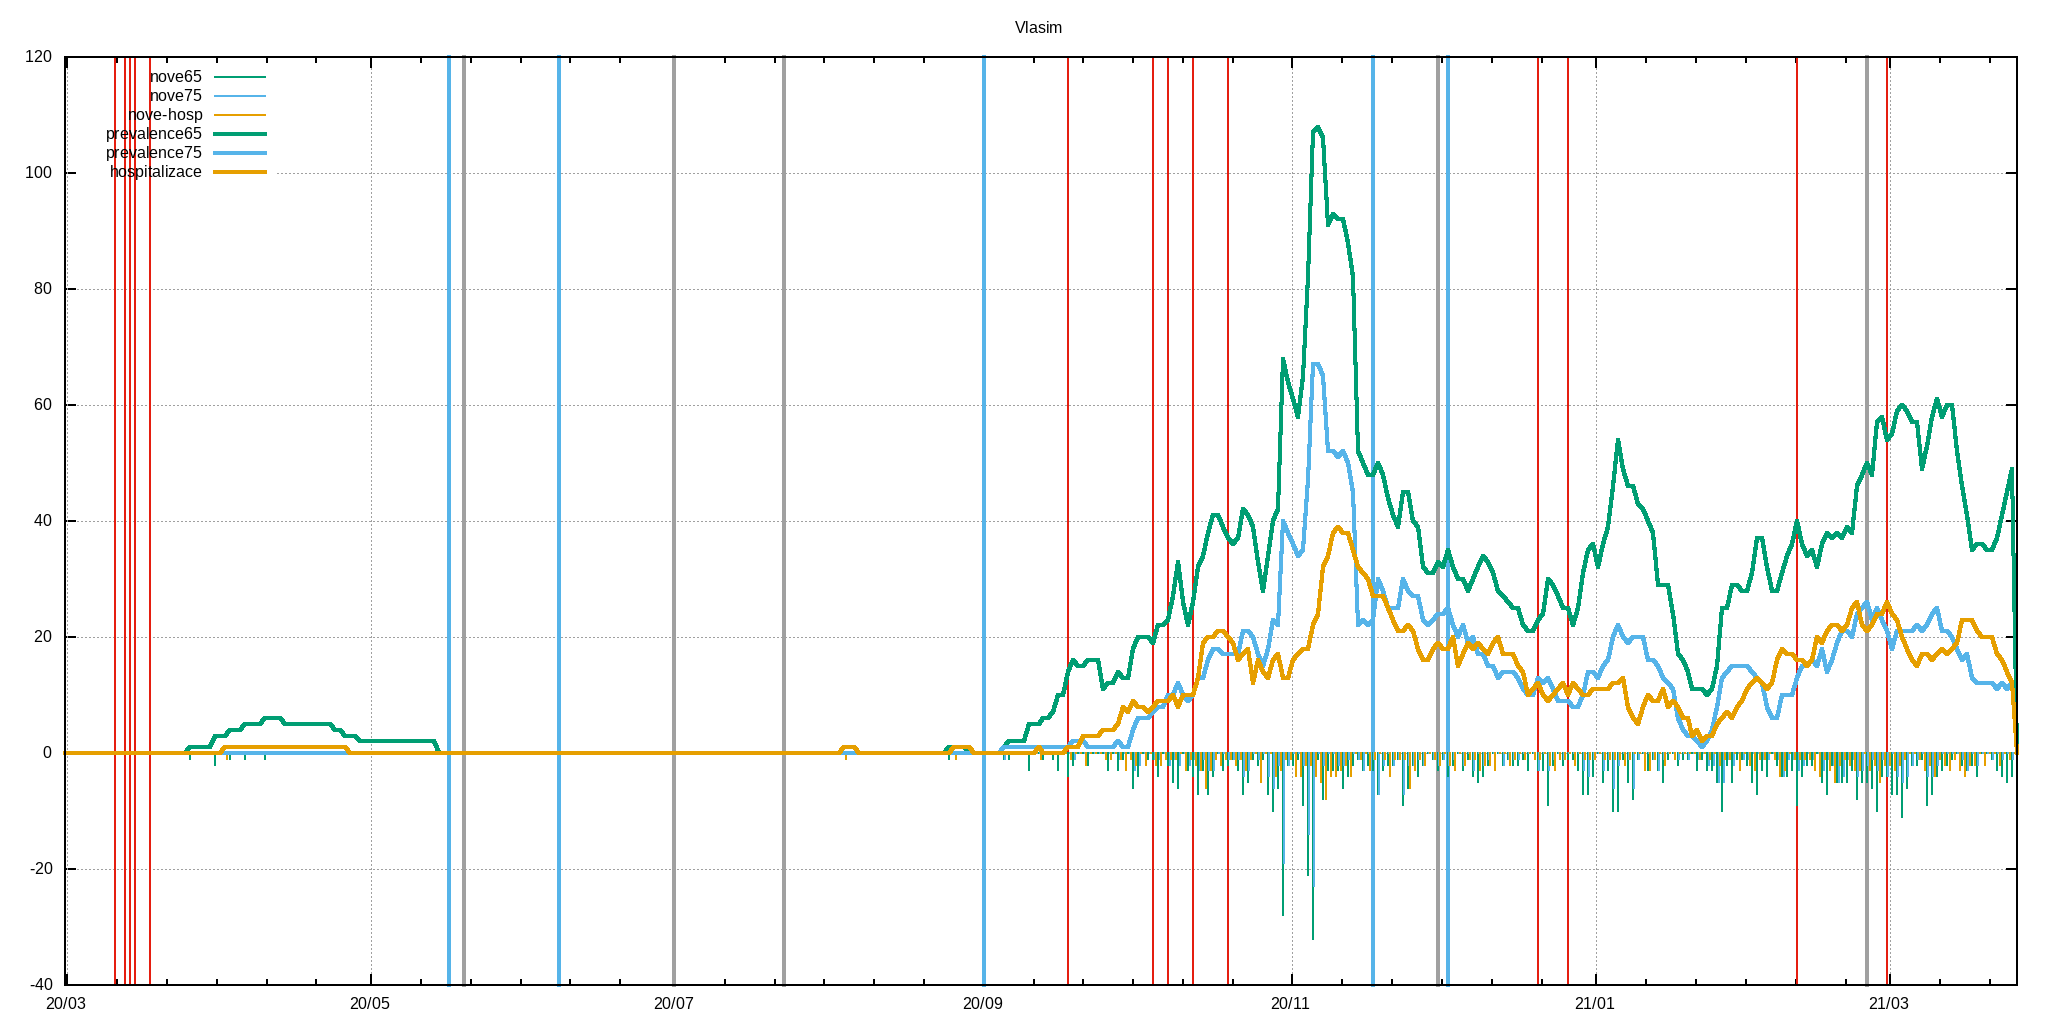 Vlasim
120
nove65
nove75
nove-hosp
prevalence65
prevalence75
hospitalizace
100
80
60
40
20
0
-20
-40
20/03 20/05 20/07 20/09 20/11 21/01 21/03